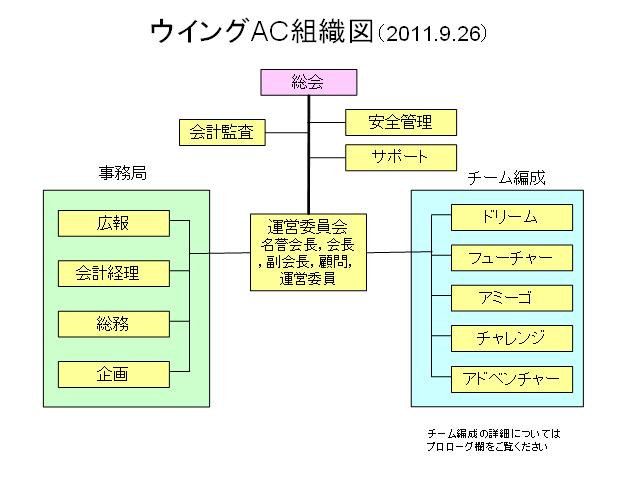 ウイングAC組織図(2011.9.26)
総会
会計監査
安全管理
サポート
事務局
広報
会計経理
総務
企画
運営委員会
名誉会長, 会長
, 副会長, 顧問,
運営委員
チーム編成
ドリーム
フューチャー
アミーゴ
チャレンジ
アドベンチャー
チーム編成の詳細については
プロローグ欄をご覧ください